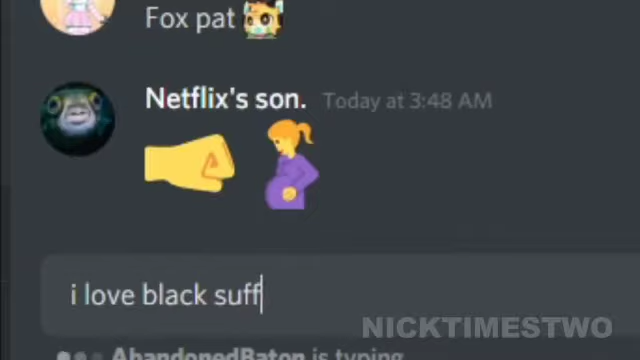 Fox pat
Netflix's son. Today at 3:48 AM
i love black suff
NICKTIMESTWO
AbandonedBaton is typing